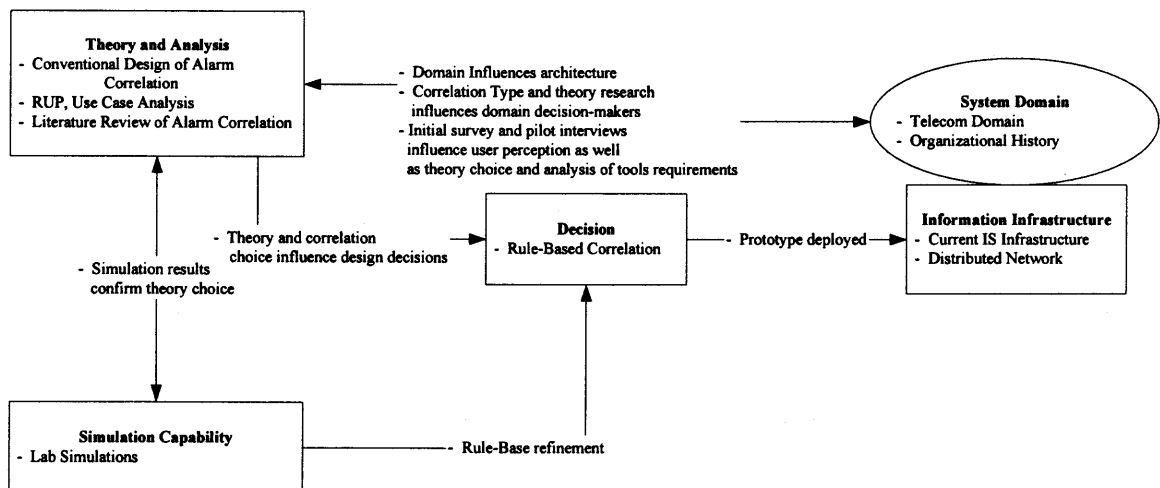 Theory and Analysis
- Conventional Design of Alarm
Correlation
- RUP, Use Case Analysis
- Literature Review of Alarm Correlation
- Domain Influences architecture
- Correlation Type and theory research
influences domain decision-makers
- Initial survey and pilot interviews
influence user perception as well
as theory choice and analysis of tools requirements
System Domain
- Telecom Domain
- Organizational History
Information Infrastructure
- Current IS Infrastructure
- Distributed Network
Decision
- Rule-Based Correlation
- Prototype deployed
- Theory and correlation
choice influence design decisions
- Simulation results
confirm theory choice
Simulation Capability
- Lab Simulations
- Rule-Base refinement